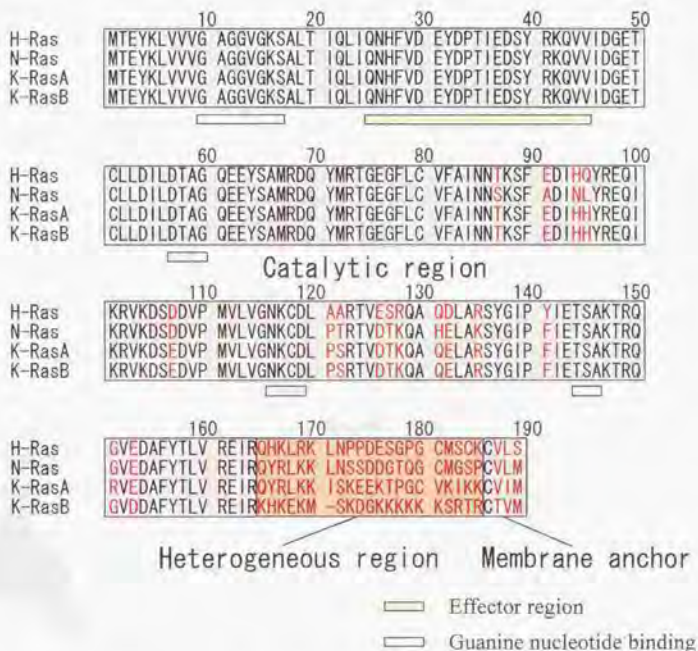 10 20 30 40 50
H-Ras MTEYKLVVVG AGGVGKSALT IQLIQNHFVD EYDPTIEDSY RKQVVIDGET
N-Ras MTEYKLVVVG AGGVGKSALT IQLIQNHFVD EYDPTIEDSY RKQVVIDGET
K-RasA MTEYKLVVVG AGGVGKSALT IQLIQNHFVD EYDPTIEDSY RKQVVIDGET
K-RasB MTEYKLVVVG AGGVGKSALT IQLIQNHFVD EYDPTIEDSY RKQVVIDGET
60 70 80 90 100
H-Ras CLLDILDTAG QEEYSAMRDQ YMRTGEGFLC VFAINNTKSF EDIHQYREQI
N-Ras CLLDILDTAG QEEYSAMRDQ YMRTGEGFLC VFAINNSKSF ADINLYREQI
K-RasA CLLDILDTAG QEEYSAMRDQ YMRTGEGFLC VFAINNTKSF EDIHHYREQI
K-RasB CLLDILDTAG QEEYSAMRDQ YMRTGEGFLC VFAINNTKSF EDIHHYREQI
Catalytic region
110 120 130 140 150
H-Ras KRVKDSDDVP MVLVGNKCDL AARTVESRQA QDLARSYGIP YIETSAKTRQ
N-Ras KRVKDSDDVP MVLVGNKCDL PTRTVDTKQA HELAKSYGIP FIETSAKTRQ
K-RasA KRVKDSEDVP MVLVGNKCDL PSRTVDTKQA QELARSYGIP FIETSAKTRQ
K-RasB KRVKDSEDVP MVLVGNKCDL PSRTVDTKQA QELARSYGIP FIETSAKTRQ
160 170 180 190
H-Ras GVEDAFYTLV REIRQHKLRK LNPPDESGPG CMSCKCVLS
N-Ras GVEDAFYTLV REIRQYRLKK LNSSDDGTQG CMGSPCVLM
K-RasA RVEDAFYTLV REIRQYRLKK ISKEEKTPGC VKIKKCVIM
K-RasB GVDDAFYTLV REIRKHKEKM -SKDGKKKKK KSRTRCTVM
Heterogeneous region Membrane anchor
Effector region
Guanine nucleotide binding